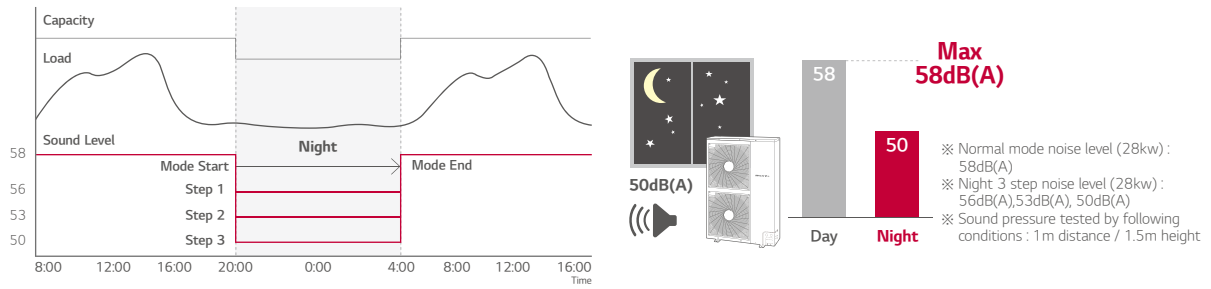 Capacity
Load
Sound Level
58
56
53
50
Night
Mode Start
Mode End
Step 1
Step 2
Step 3
8:00
12:00
16:00
20:00
0:00
4:00
8:00
12:00
16:00
Time
50dB(A)
Max
58dB(A)
58
50
Day
Night
※ Normal mode noise level (28kw) :
58dB(A)
※ Night 3 step noise level (28kw) :
56dB(A),53dB(A), 50dB(A)
※ Sound pressure tested by following
conditions : 1m distance / 1.5m height